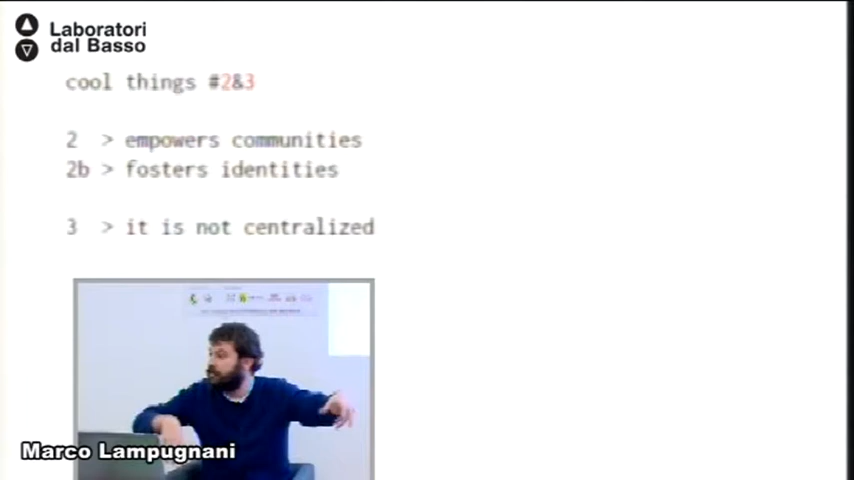 Laboratori
dal Basso
cool things #2&3
2 > empowers communities
2b > fosters identities
3 > it is not centralized
Marco Lampugnani